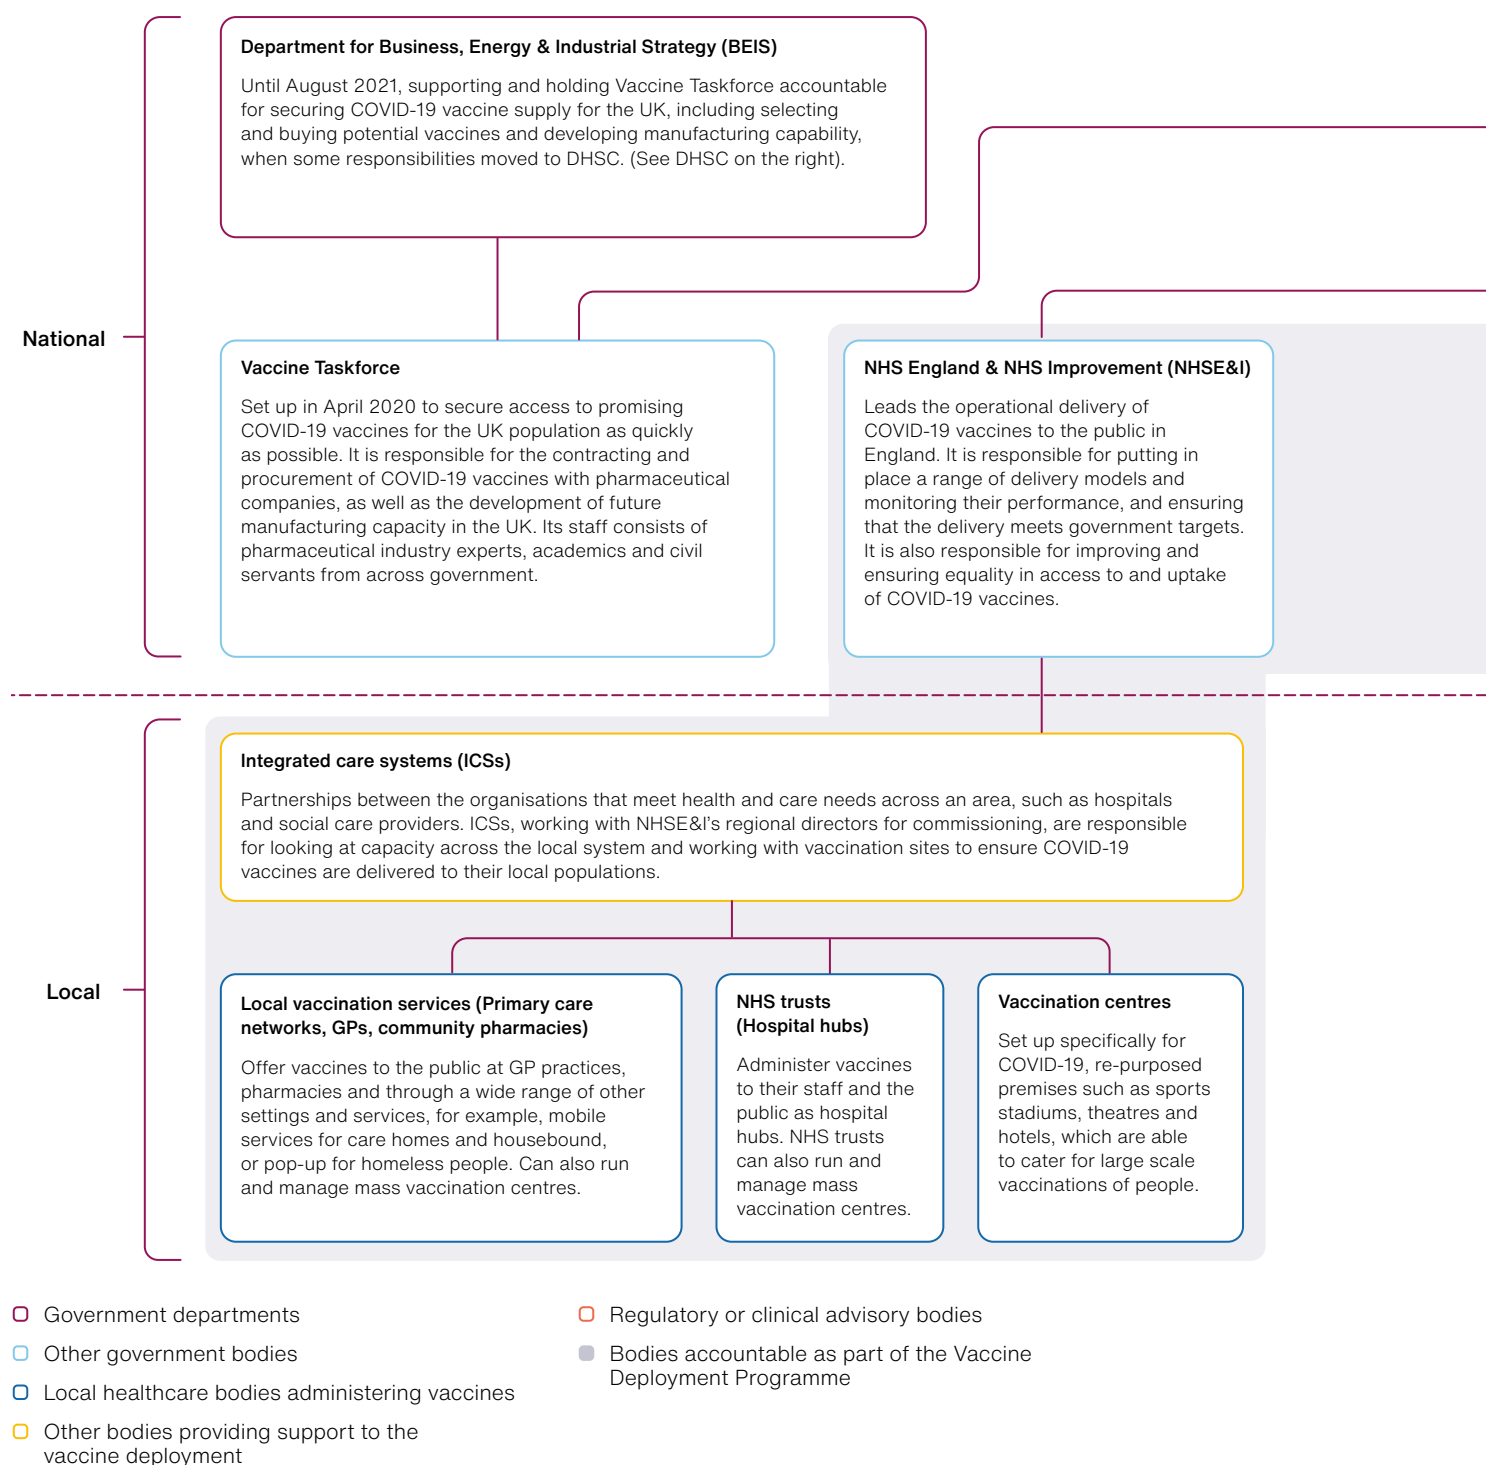 Department for Business, Energy & Industrial Strategy (BEIS)
Until August 2021, supporting and holding Vaccine Taskforce accountable
for securing COVID-19 vaccine supply for the UK, including selecting
and buying potential vaccines and developing manufacturing capability,
when some responsibilities moved to DHSC. (See DHSC on the right).
National
Vaccine Taskforce
Set up in April 2020 to secure access to promising
COVID-19 vaccines for the UK population as quickly
as possible. It is responsible for the contracting and
procurement of COVID-19 vaccines with pharmaceutical
companies, as well as the development of future
manufacturing capacity in the UK. Its staff consists of
pharmaceutical industry experts, academics and civil
servants from across government.
NHS England & NHS Improvement (NHSE&I)
Leads the operational delivery of
COVID-19 vaccines to the public in
England. It is responsible for putting in
place a range of delivery models and
monitoring their performance, and ensuring
that the delivery meets government targets.
It is also responsible for improving and
ensuring equality in access to and uptake
of COVID-19 vaccines.
Integrated care systems (ICSs)
Partnerships between the organisations that meet health and care needs across an area, such as hospitals
and social care providers. ICSs, working with NHSE&I's regional directors for commissioning, are responsible
for looking at capacity across the local system and working with vaccination sites to ensure COVID-19
vaccines are delivered to their local populations.
Local
Local vaccination services (Primary care
networks, GPs, community pharmacies)
Offer vaccines to the public at GP practices,
pharmacies and through a wide range of other
settings and services, for example, mobile
services for care homes and housebound,
or pop-up for homeless people. Can also run
and manage mass vaccination centres.
NHS trusts
(Hospital hubs)
Administer vaccines
to their staff and the
public as hospital
hubs. NHS trusts
can also run and
manage mass
vaccination centres.
Vaccination centres
Set up specifically for
COVID-19, re-purposed
premises such as sports
stadiums, theatres and
hotels, which are able
to cater for large scale
vaccinations of people.
Government departments
Other government bodies
Local healthcare bodies administering vaccines
Other bodies providing support to the
vaccine deployment
Regulatory or clinical advisory bodies
Bodies accountable as part of the Vaccine
Deployment Programme